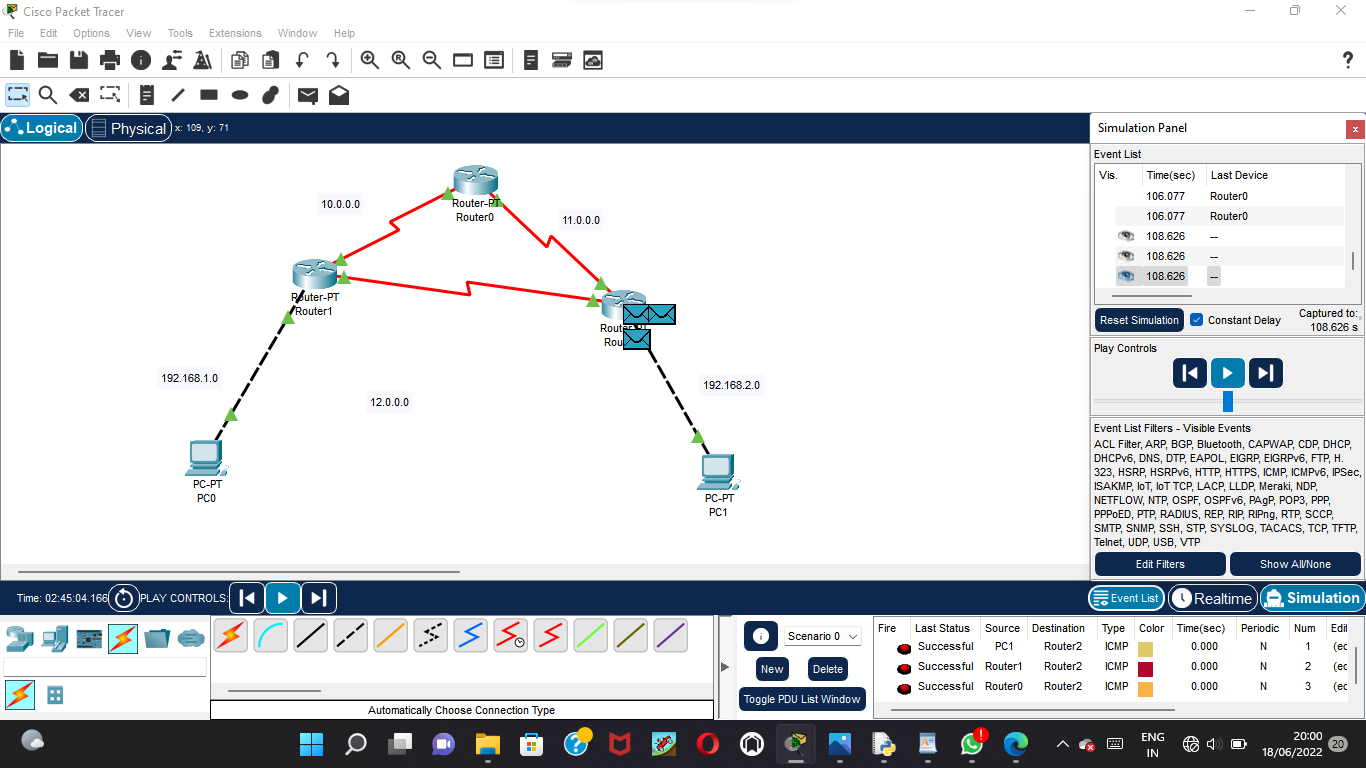 Cisco Packet Tracer
File Edit Options View Tools Extensions Window Help
Logical Physical x: 109, y: 71
10.0.0.0
Router-PT
Router0
11.0.0.0
Router-PT
Router1
192.168.1.0
12.0.0.0
192.168.2.0
PC-PT
PC0
PC-PT
PC1
Simulation Panel
x
Event List
Vis. Time(sec) Last Device
106.077 Router0
106.077 Router0
108.626 --
108.626 --
108.626 --
Reset Simulation Constant Delay Captured to:
108.626 s
Play Controls
Event List Filters - Visible Events
ACL Filter, ARP, BGP, Bluetooth, CAPWAP, CDP, DHCP,
DHCPv6, DNS, DTP, EAPOL, EIGRP, EIGRPv6, FTP, H.
323, HSRP, HSRPv6, HTTP, HTTPS, ICMP, ICMPv6, IPSec,
ISAKMP, IoT, IoT TCP, LACP, LLDP, Meraki, NDP,
NETFLOW, NTP, OSPF, OSPFv6, PAgP, POP3, PPP,
PPPoED, PTP, RADIUS, REP, RIP, RIPng, RTP, SCCP,
SMTP, SNMP, SSH, STP, SYSLOG, TACACS, TCP, TFTP,
Telnet, UDP, USB, VTP
Edit Filters Show All/None
Time: 02:45:04.166 PLAY CONTROLS: Event List Realtime Simulation
Scenario 0
New Delete
Toggle PDU List Window
Fire Last Status Source Destination Type Color Time(sec) Periodic Num Edit
Successful PC1 Router2 ICMP 0.000 N 1 (ec
Successful Router1 Router2 ICMP 0.000 N 2 (ec
Successful Router0 Router2 ICMP 0.000 N 3 (ec
Automatically Choose Connection Type
ENG
IN
20:00
18/06/2022
20